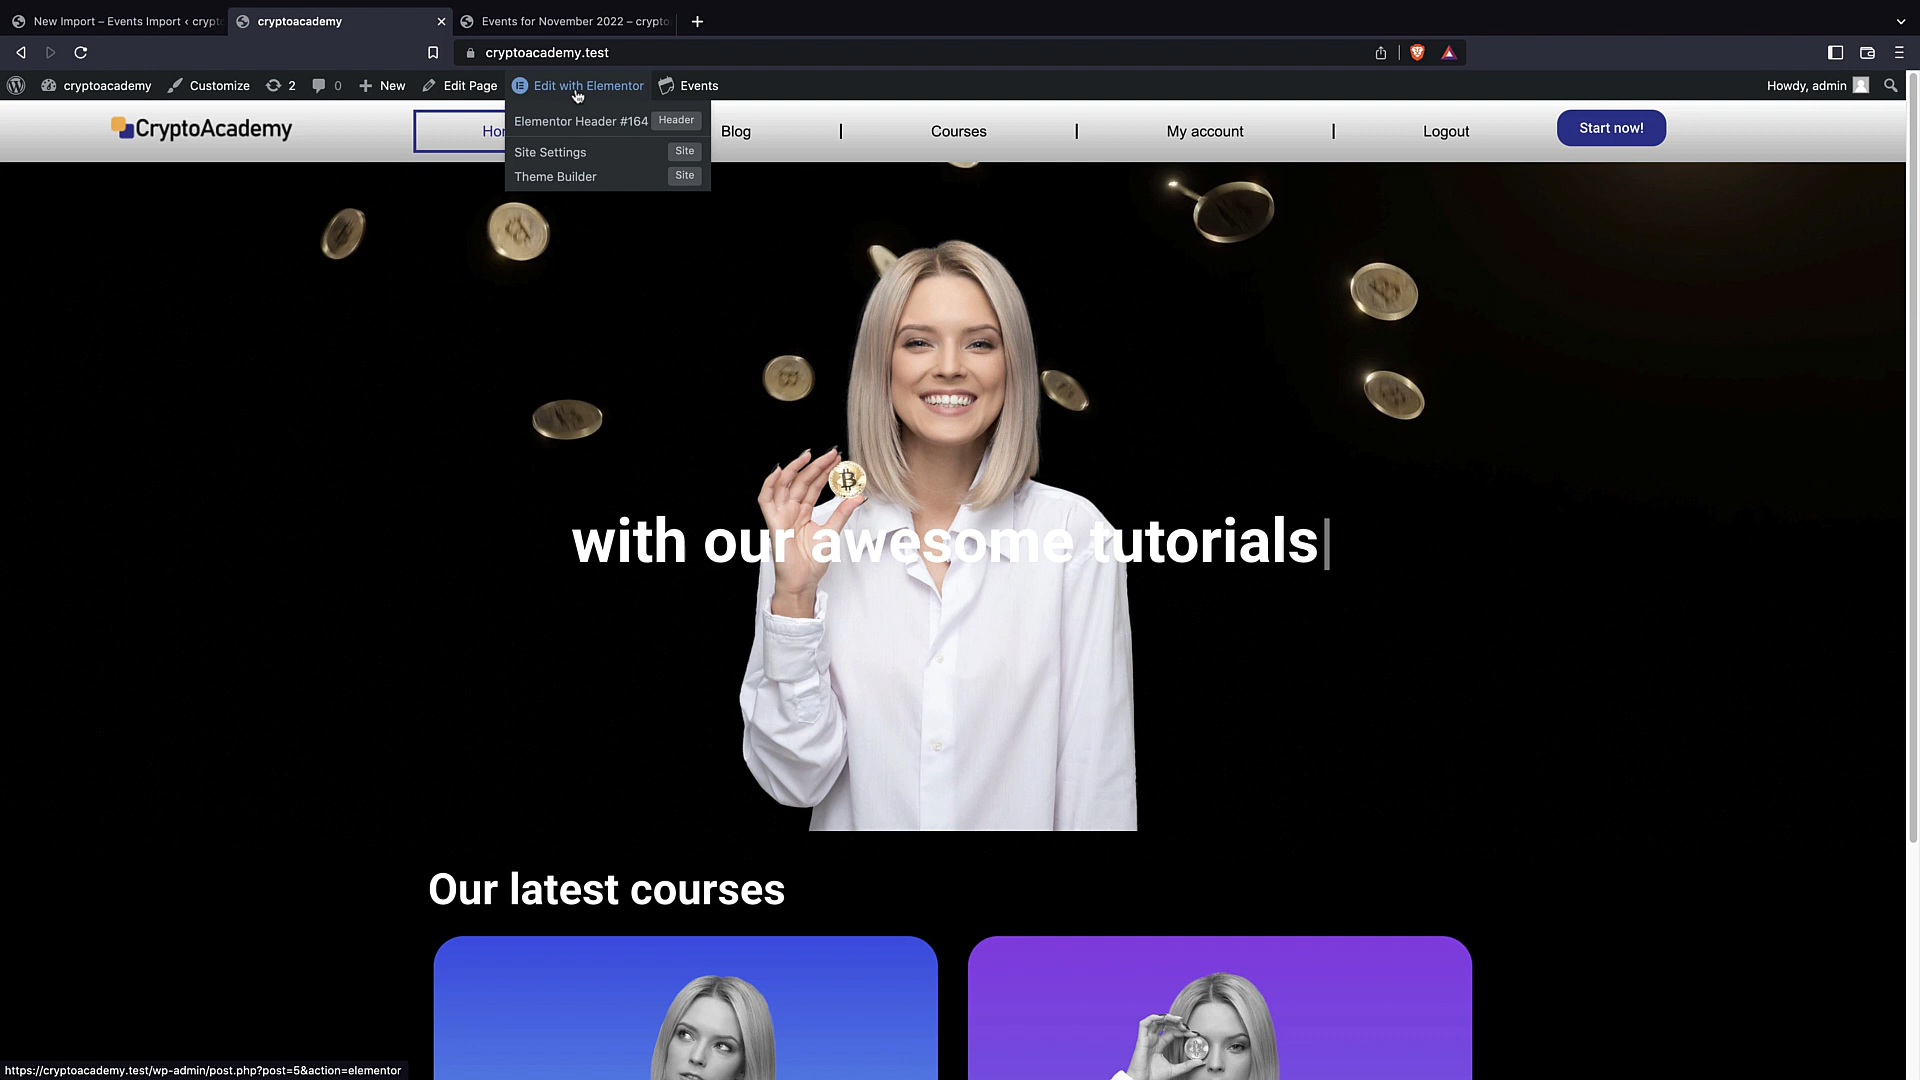 New Import – Events Import ‹ crypt
cryptoacademy
Events for November 2022 – crypto
cryptoacademy.test
cryptoacademy
Customize
2
0
New
Edit Page
Edit with Elementor
Events
Howdy, admin
Elementor Header #164 Header
Site Settings Site
Theme Builder Site
CryptoAcademy
Hor
Blog
Courses
My account
Logout
Start now!
with our awesome tutorials
Our latest courses
https://cryptoacademy.test/wp-admin/post.php?post=5&action=elementor